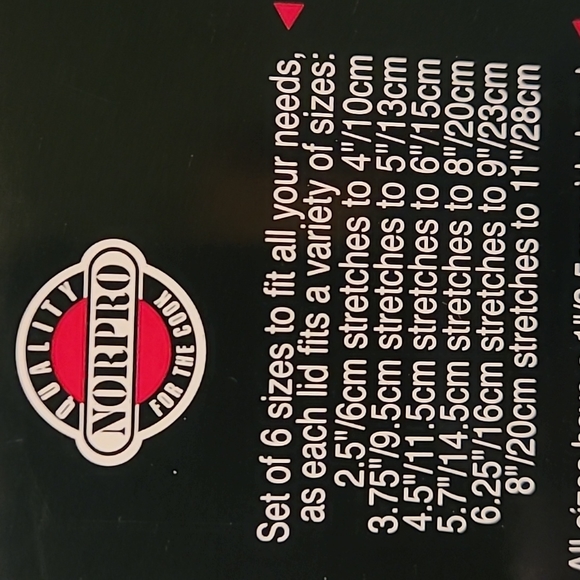 QUALITY
NORPRO
FOR THE COOK
Set of 6 sizes to fit all your needs,
as each lid fits a variety of sizes:
2.5"/6cm stretches to 4"/10cm
3.75"/9.5cm stretches to 5"/13cm
4.5"/11.5cm stretches to 6"/15cm
5.7"/14.5cm stretches to 8"/20cm
6.25"/16cm stretches to 9"/23cm
8"/20cm stretches to 11"/28cm
All sizes